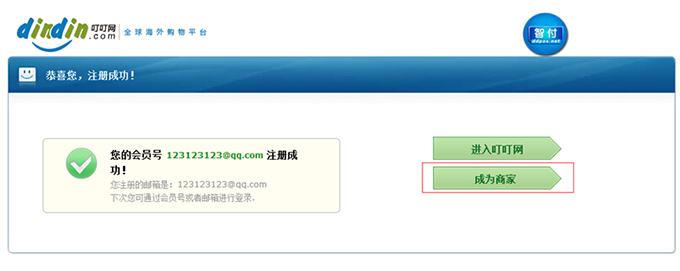 dindin 叮叮网
.com 全球海外购物平台
智付
ddpos.net
恭喜您，注册成功！
您的会员号 123123123@qq.com 注册成
功！
您注册的邮箱是：123123123@qq.com
下次您可通过会员号或者邮箱进行登录.
进入叮叮网
成为商家